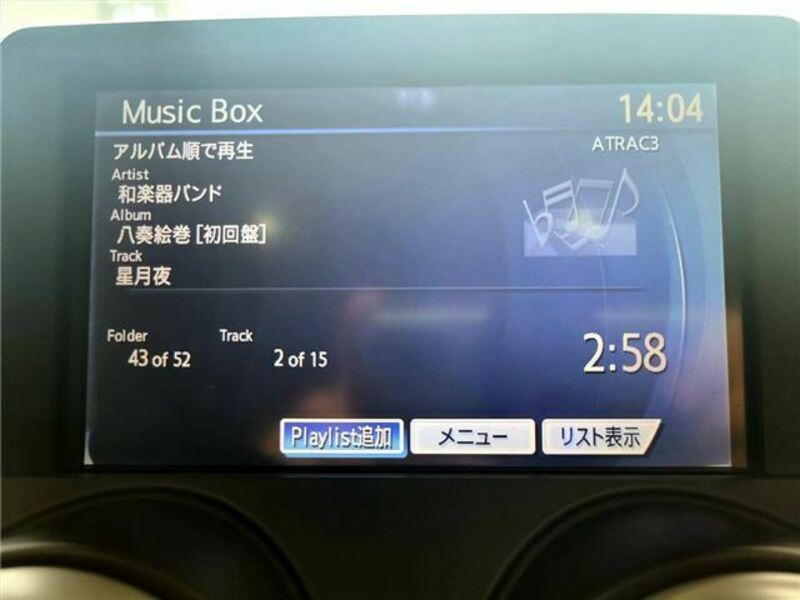 Music Box 14:04
アルバム順で再生 ATRAC3
Artist
和楽器バンド
Album
八奏絵巻 [初回盤]
Track
星月夜
Folder Track
43 of 52 2 of 15 2:58
Playlist追加 メニュー リスト表示